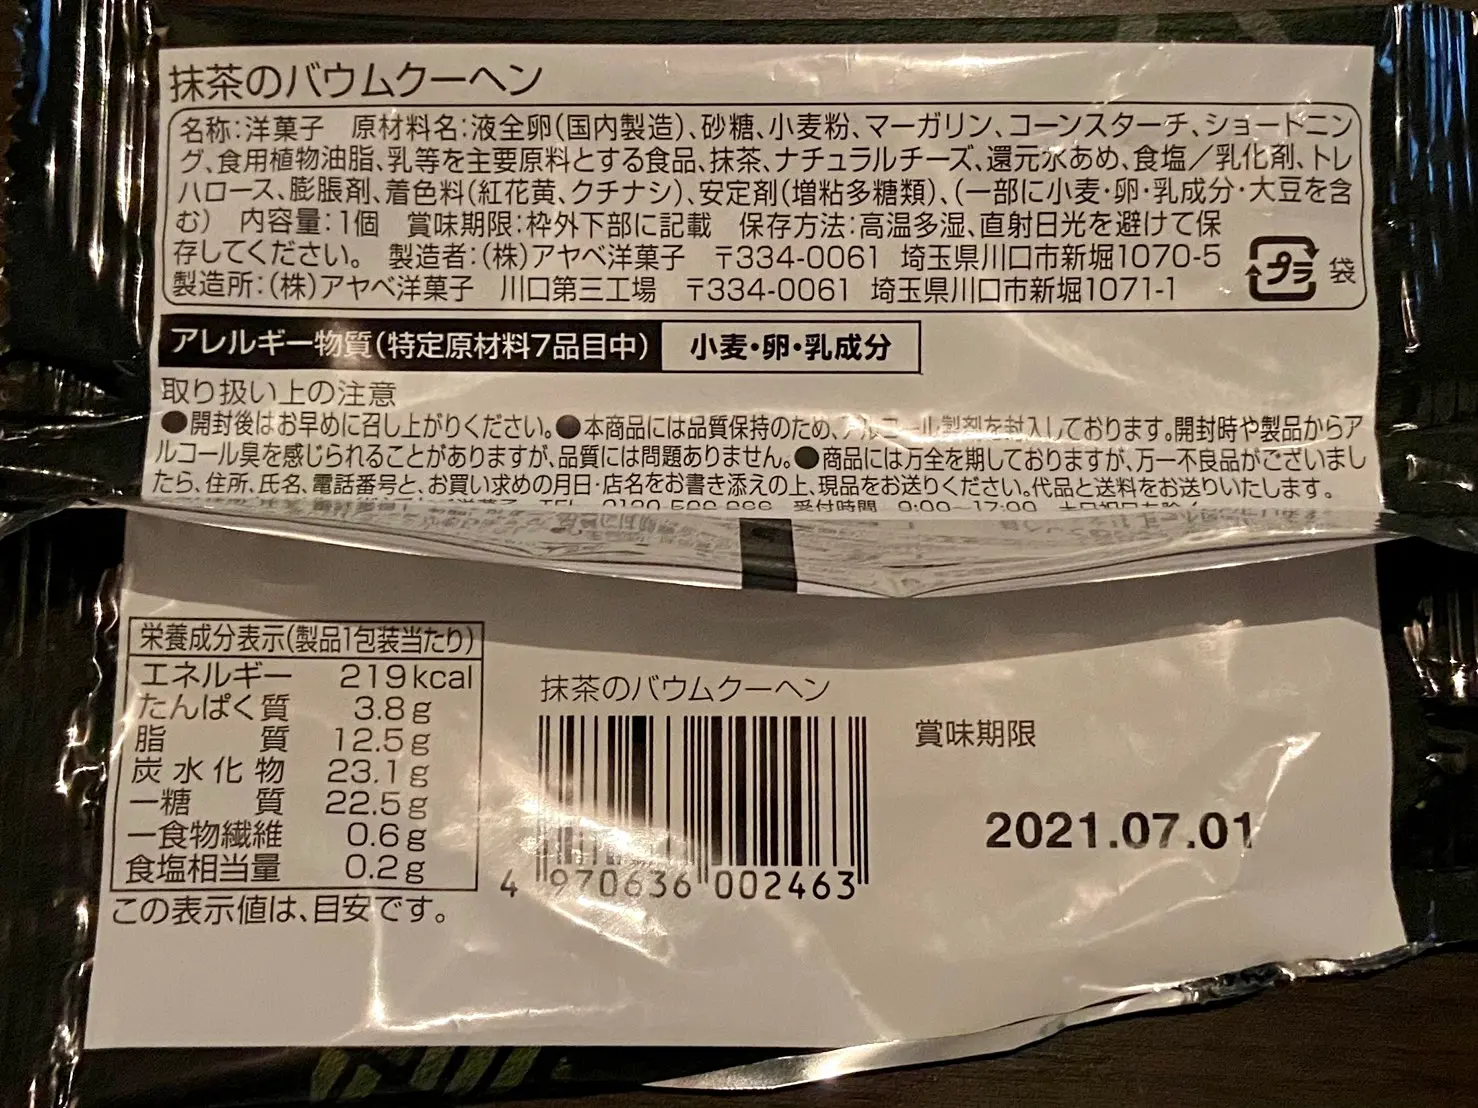 抹茶のバウムクーヘン
名称:洋菓子 原材料名:液全卵(国内製造)、砂糖、小麦粉、マーガリン、コーンスターチ、ショートニン
グ、食用植物油脂、乳等を主要原料とする食品、抹茶、ナチュラルチーズ、還元水あめ、食塩/乳化剤、トレ
ハロース、膨脹剤、着色料(紅花黄、クチナシ)、安定剤(増粘多糖類)、(一部に小麦・卵・乳成分・大豆を含
む) 内容量:1個 賞味期限:枠外下部に記載 保存方法:高温多湿、直射日光を避けて保
存してください。 製造者:(株)アヤベ洋菓子 〒334-0061 埼玉県川口市新堀1070-5
製造所:(株)アヤベ洋菓子 川口第三工場 〒334-0061 埼玉県川口市新堀1071-1
プラ 袋
アレルギー物質(特定原材料7品目中) 小麦・卵・乳成分
取り扱い上の注意
●開封後はお早めに召し上がりください。●本商品には品質保持のため、アルコール製剤を封入しております。開封時や製品からア
ルコール臭を感じられることがありますが、品質には問題ありません。●商品には万全を期しておりますが、万一不良品がございまし
たら、住所、氏名、電話番号と、お買い求めの月日・店名をお書き添えの上、現品をお送りください。代品と送料をお送りいたします。
洋菓子 TEL 受付時間 9:00~17:00
栄養成分表示(製品1包装当たり)
エネルギー 219kcal
たんぱく質 3.8g
脂質 12.5g
炭水化物 23.1g
ー糖質 22.5g
ー食物繊維 0.6g
食塩相当量 0.2g
この表示値は、目安です。
抹茶のバウムクーヘン
4 970636 002463
賞味期限
2021.07.01